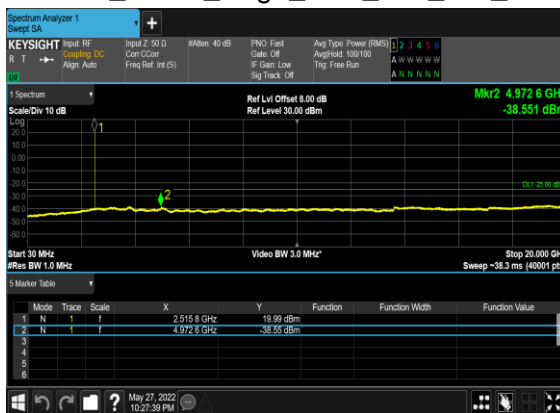 Spectrum Analyzer 1
Swept SA
+
KEYSIGHT Input: RF Input Z: 50 Ω #Atten: 40 dB PNO: Fast Avg Type: Power (RMS) 1 2 3 4 5 6
R T Coupling: DC Corr CCorr Gate: Off Avg|Hold: 100/100 A W W W W W
Align: Auto Freq Ref: Int (S) IF Gain: Low Trig: Free Run A N N N N N
LU Sig Track: Off
1 Spectrum Ref Lvl Offset 8.00 dB Mkr2 4.972 6 GH
Scale/Div 10 dB Ref Level 30.00 dBm -38.551 dBr
Log
20.0 1
10.0
0.00
-10.0
-20.0 DL1 -25.00 dB
-30.0 2
-40.0
-50.0
-60.0
Start 30 MHz Video BW 3.0 MHz* Stop 20.000 GH
#Res BW 1.0 MHz Sweep ~38.3 ms (40001 pt
5 Marker Table
Mode Trace Scale X Y Function Function Width Function Value
1 N 1 f 2.515 8 GHz 19.99 dBm
2 N 1 f 4.972 6 GHz -38.55 dBm
3
4
5
6
? May 27, 2022
10:27:39 PM